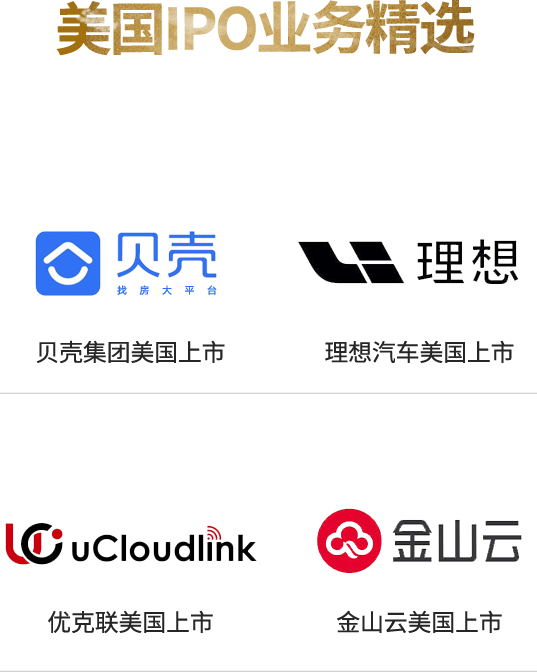 美国IPO业务精选
贝壳
找房大平台
理想
贝壳集团美国上市
理想汽车美国上市
uCloudlink
金山云
优克联美国上市
金山云美国上市